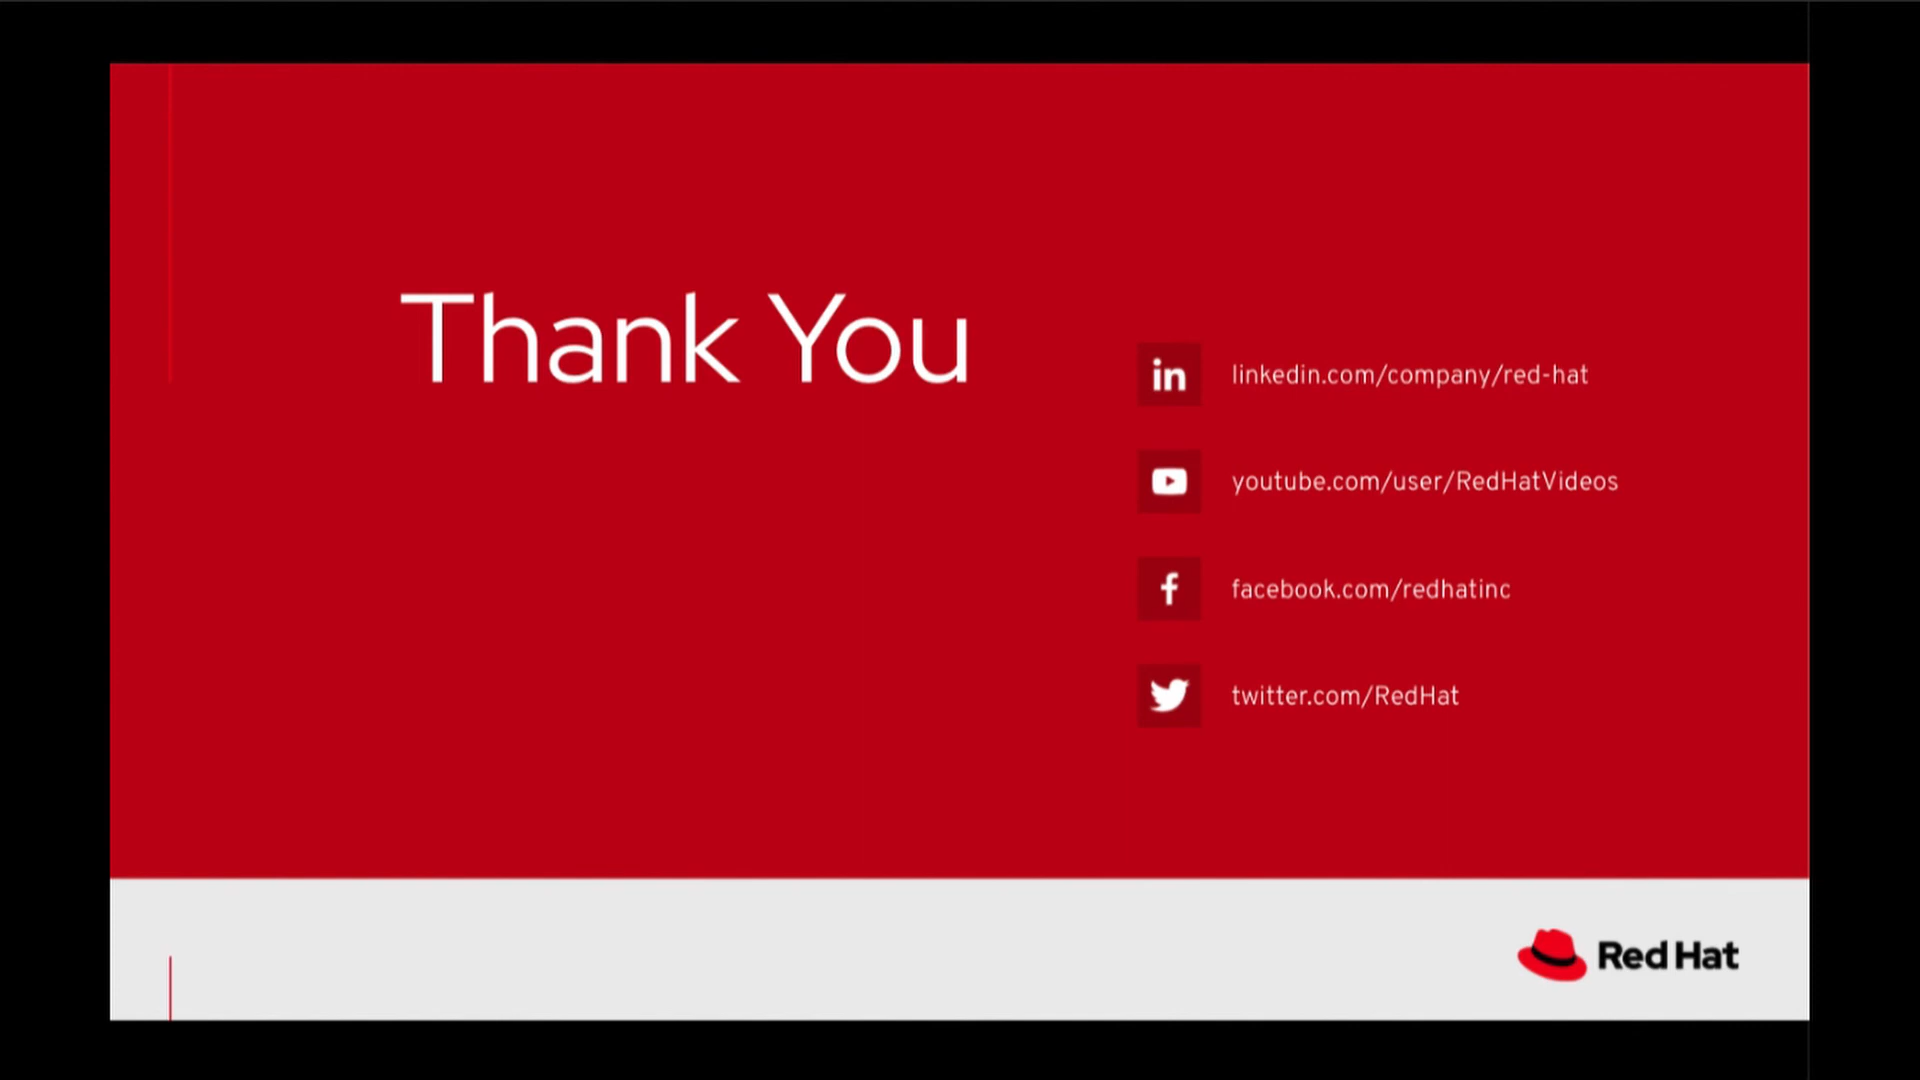 Thank You
in
linkedin.com/company/red-hat
youtube.com/user/RedHatVideos
f
facebook.com/redhatinc
twitter.com/RedHat
Red Hat